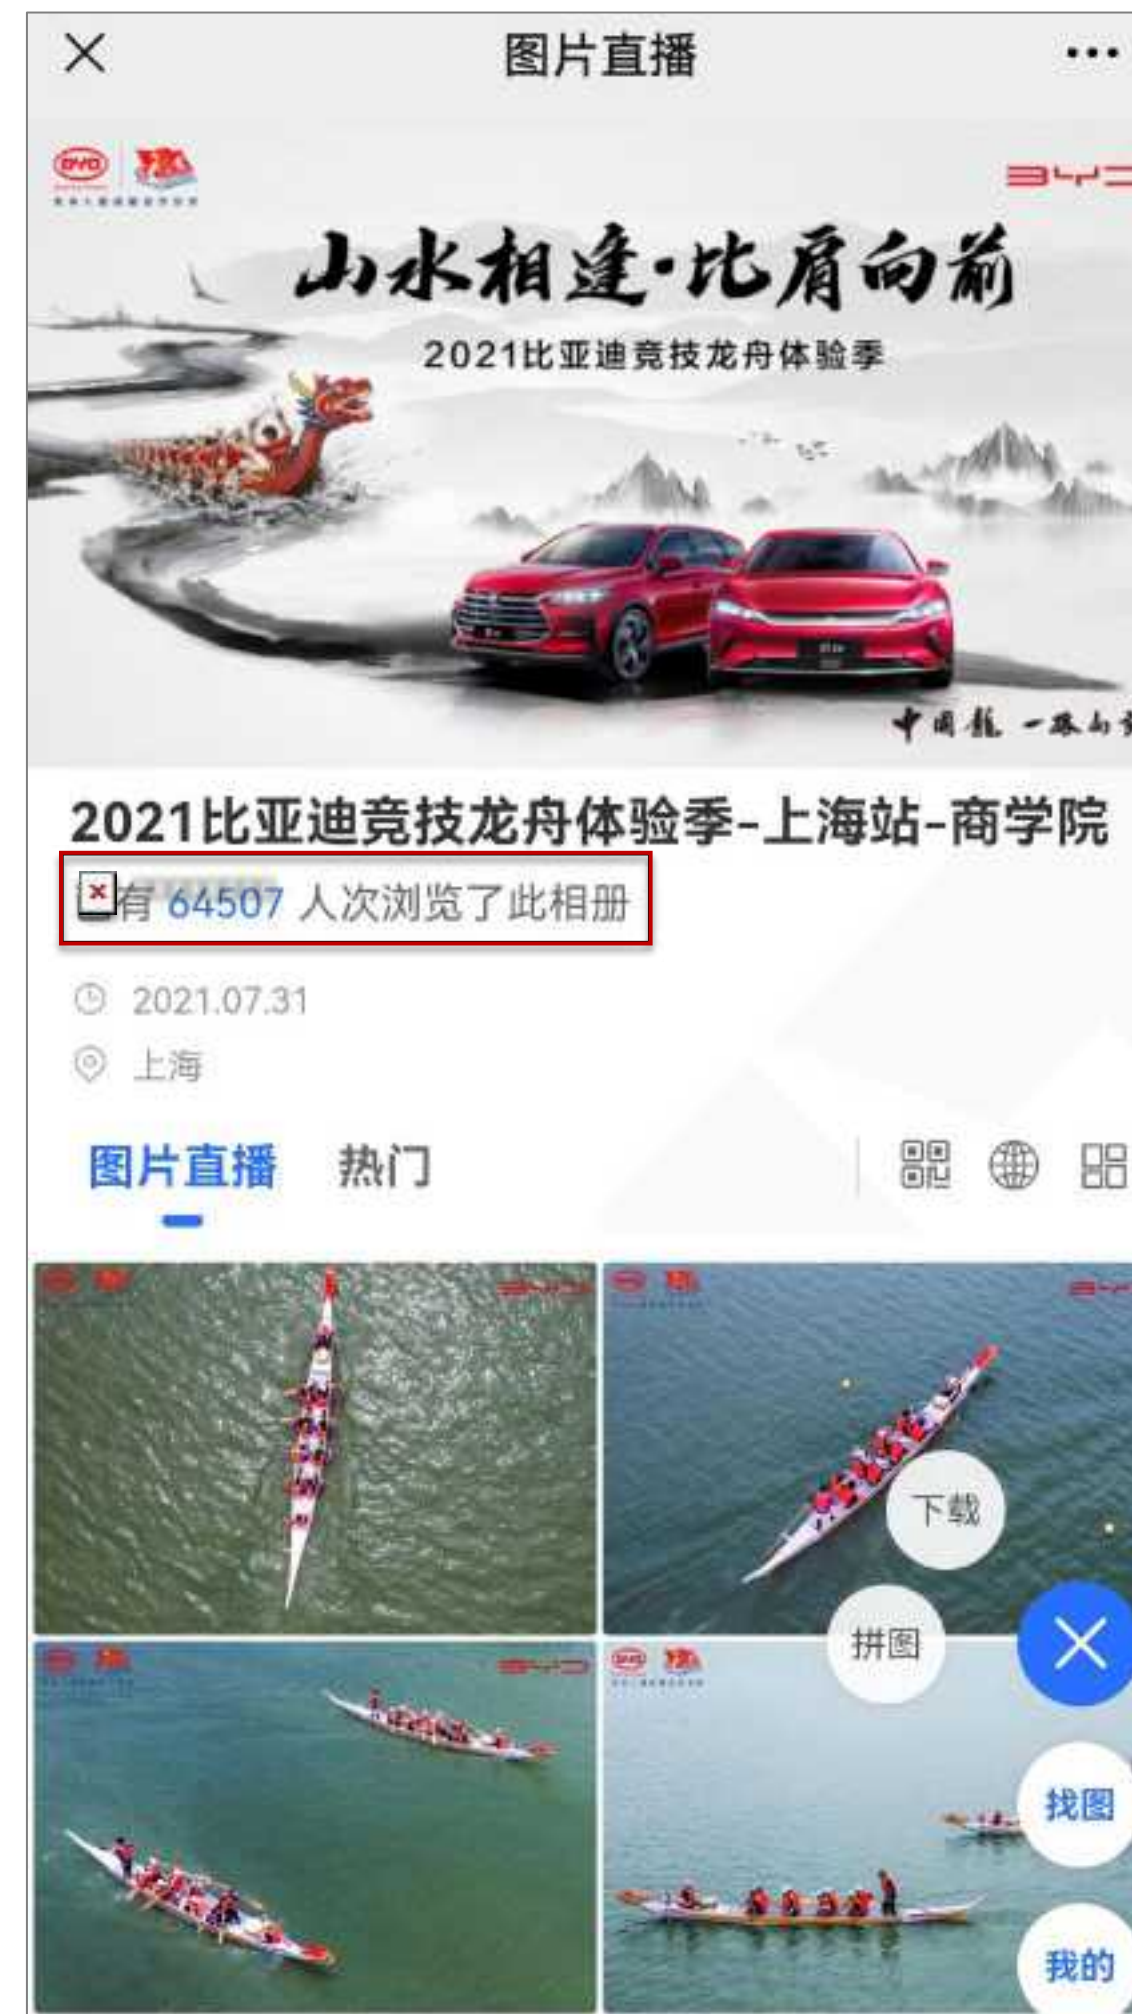 图片直播
BYD
BYD
山水相逢·比肩向前
2021比亚迪竞技龙舟体验季
2021比亚迪竞技龙舟体验季-上海站-商学院
有 64507 人次浏览了此相册
2021.07.31
上海
图片直播 热门
下载
拼图
找图
我的